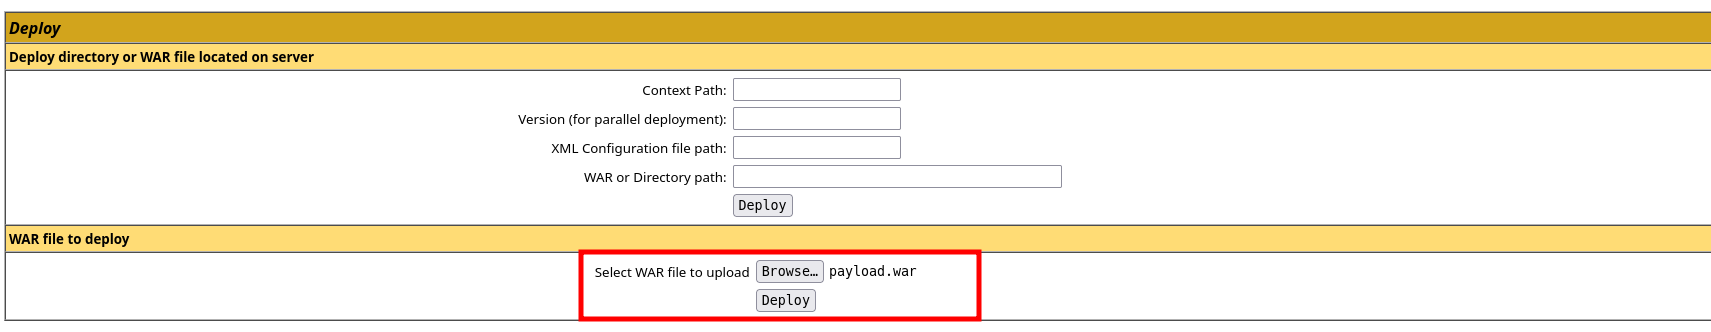 Deploy
Deploy directory or WAR file located on server
Context Path:
Version (for parallel deployment):
XML Configuration file path:
WAR or Directory path:
Deploy
WAR file to deploy
Select WAR file to upload Browse… payload.war
Deploy